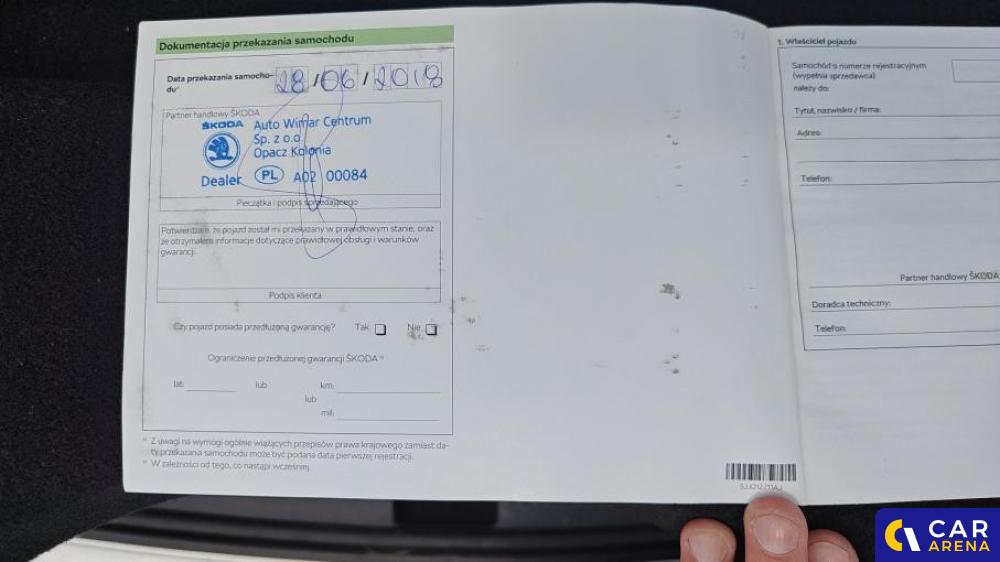 Dokumentacja przekazania samochodu
Data przekazania samocho-
du¹⁾
28/06/2018
Partner handlowy ŠKODA
ŠKODA
Auto Wimar Centrum
Sp. z o.o.
Opacz Kolonia
Dealer PL A02 00084
Pieczątka i podpis sprzedającego
Potwierdzam, że pojazd został mi przekazany w prawidłowym stanie, oraz
że otrzymałem informacje dotyczące prawidłowej obsługi i warunków
gwarancji.
Podpis klienta
Czy pojazd posiada przedłużoną gwarancję? Tak Nie
Ograniczenie przedłużonej gwarancji ŠKODA
lat: lub km:
lub
mil:
Z uwagi na wymogi ogólnie wiążących przepisów prawa krajowego zamiast da-
ty przekazania samochodu może być podana data pierwszej rejestracji.
W zależności od tego, co nastąpi wcześniej.
1. Właściciel pojazdu
Samochód o numerze rejestracyjnym
(wypełnia sprzedawca)
należy do:
Tytuł, nazwisko / firma:
Adres:
Telefon:
Partner handlowy ŠKODA
Doradca techniczny:
Telefon:
CAR
ARENA